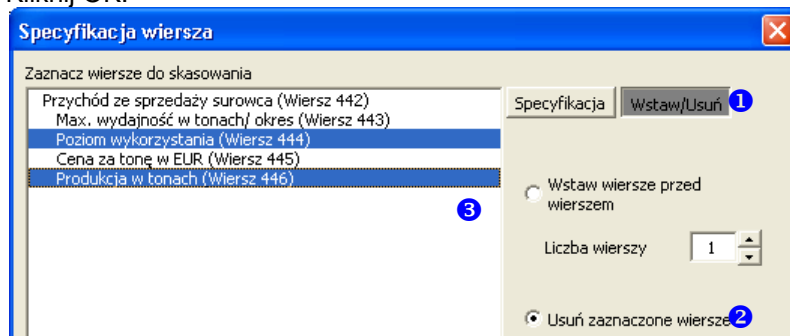 Kliknij OK.
Specyfikacja wiersza
Zaznacz wiersze do skasowania
Przychód ze sprzedaży surowca (Wiersz 442)
Max. wydajność w tonach/ okres (Wiersz 443)
Poziom wykorzystania (Wiersz 444)
Cena za tonę w EUR (Wiersz 445)
Produkcja w tonach (Wiersz 446)
3
Specyfikacja Wstaw/Usuń 1
Wstaw wiersze przed
wierszem
Liczba wierszy 1
Usuń zaznaczone wiersze 2